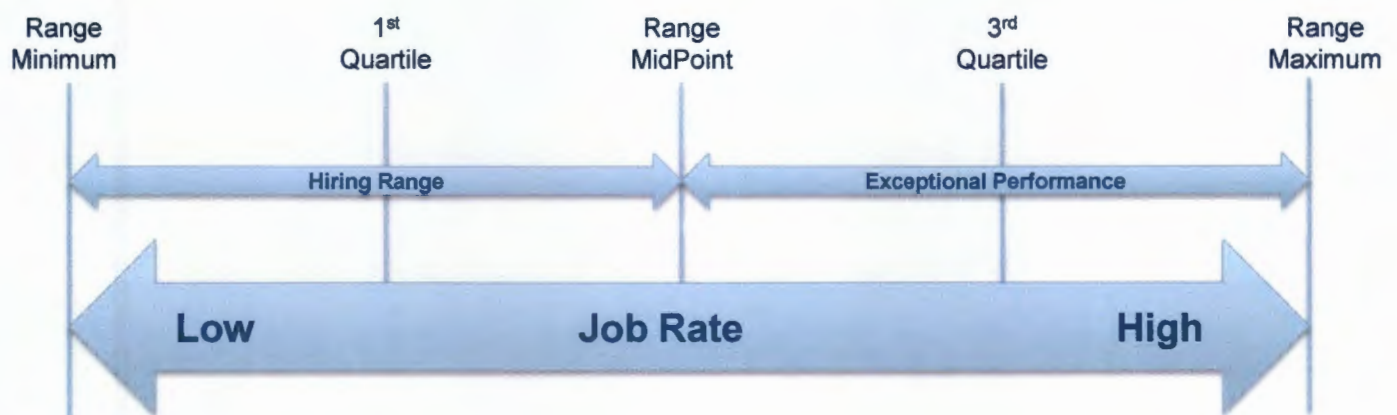 Range
Minimum
1st
Quartile
Range
MidPoint
3rd
Quartile
Range
Maximum
Hiring Range
Exceptional Performance
Low
Job Rate
High